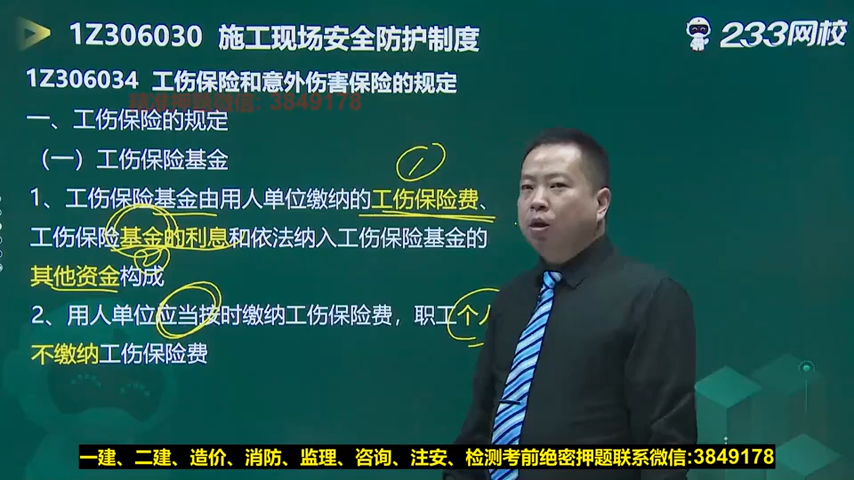 1Z306030 施工现场安全防护制度
233网校
1Z306034 工伤保险和意外伤害保险的规定
精准押题微信: 3849178
一、工伤保险的规定
（一）工伤保险基金
1、工伤保险基金由用人单位缴纳的工伤保险费、
工伤保险基金的利息和依法纳入工伤保险基金的
其他资金构成
2、用人单位应当按时缴纳工伤保险费，职工个人
不缴纳工伤保险费
一建、二建、造价、消防、监理、咨询、注安、检测考前绝密押题联系微信:3849178